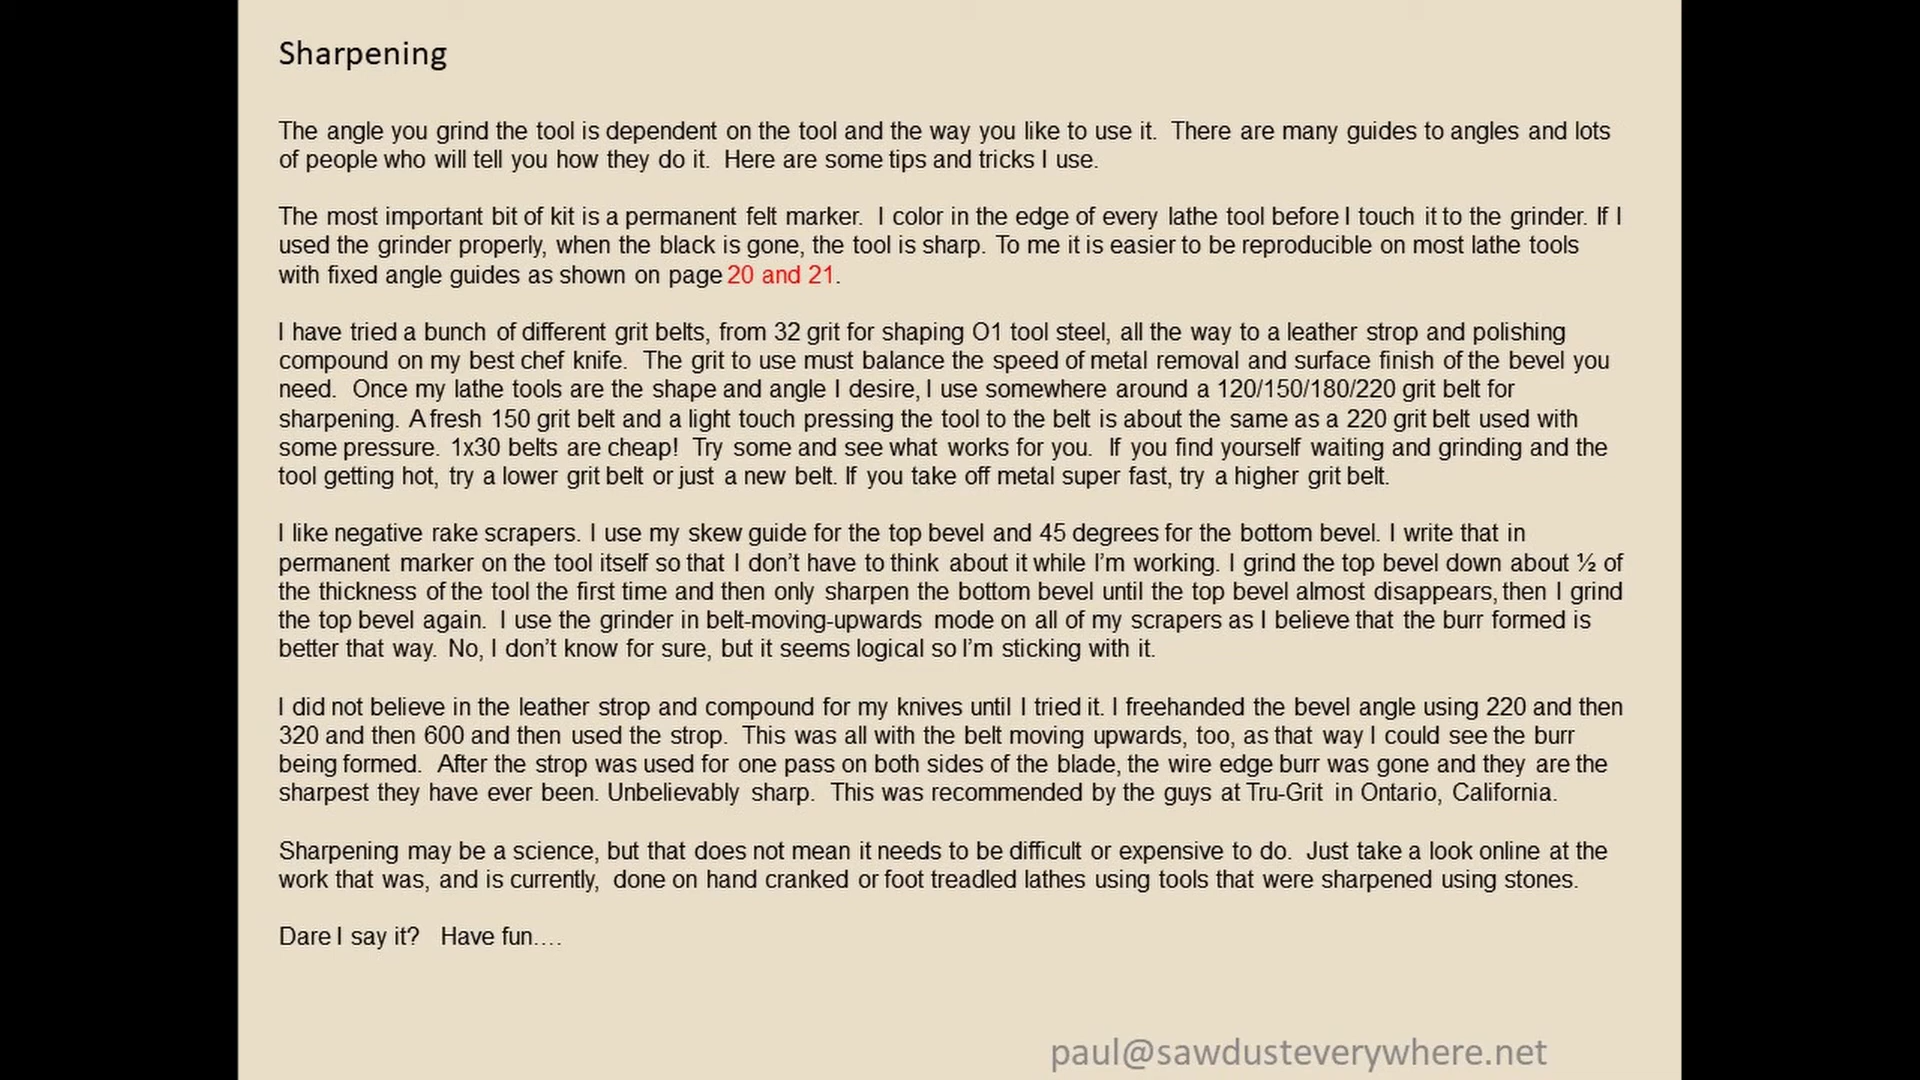 Sharpening
The angle you grind the tool is dependent on the tool and the way you like to use it.  There are many guides to angles and lots
of people who will tell you how they do it.  Here are some tips and tricks I use.
The most important bit of kit is a permanent felt marker.  I color in the edge of every lathe tool before I touch it to the grinder. If I
used the grinder properly, when the black is gone, the tool is sharp. To me it is easier to be reproducible on most lathe tools
with fixed angle guides as shown on page 20 and 21.
I have tried a bunch of different grit belts, from 32 grit for shaping O1 tool steel, all the way to a leather strop and polishing
compound on my best chef knife.  The grit to use must balance the speed of metal removal and surface finish of the bevel you
need.  Once my lathe tools are the shape and angle I desire, I use somewhere around a 120/150/180/220 grit belt for
sharpening. A fresh 150 grit belt and a light touch pressing the tool to the belt is about the same as a 220 grit belt used with
some pressure. 1x30 belts are cheap!  Try some and see what works for you.  If you find yourself waiting and grinding and the
tool getting hot, try a lower grit belt or just a new belt. If you take off metal super fast, try a higher grit belt.
I like negative rake scrapers. I use my skew guide for the top bevel and 45 degrees for the bottom bevel. I write that in
permanent marker on the tool itself so that I don’t have to think about it while I’m working. I grind the top bevel down about ½ of
the thickness of the tool the first time and then only sharpen the bottom bevel until the top bevel almost disappears, then I grind
the top bevel again.  I use the grinder in belt-moving-upwards mode on all of my scrapers as I believe that the burr formed is
better that way. No, I don’t know for sure, but it seems logical so I’m sticking with it.
I did not believe in the leather strop and compound for my knives until I tried it. I freehanded the bevel angle using 220 and then
320 and then 600 and then used the strop.  This was all with the belt moving upwards, too, as that way I could see the burr
being formed.  After the strop was used for one pass on both sides of the blade, the wire edge burr was gone and they are the
sharpest they have ever been. Unbelievably sharp.  This was recommended by the guys at Tru-Grit in Ontario, California.
Sharpening may be a science, but that does not mean it needs to be difficult or expensive to do.  Just take a look online at the
work that was, and is currently,  done on hand cranked or foot treadled lathes using tools that were sharpened using stones.
Dare I say it?   Have fun….
paul@sawdusteverywhere.net